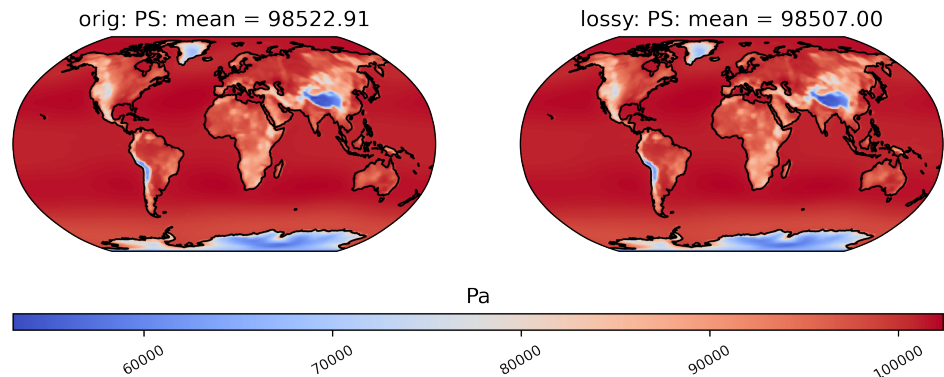 orig: PS: mean = 98522.91
lossy: PS: mean = 98507.00
Pa
60000
70000
80000
90000
100000